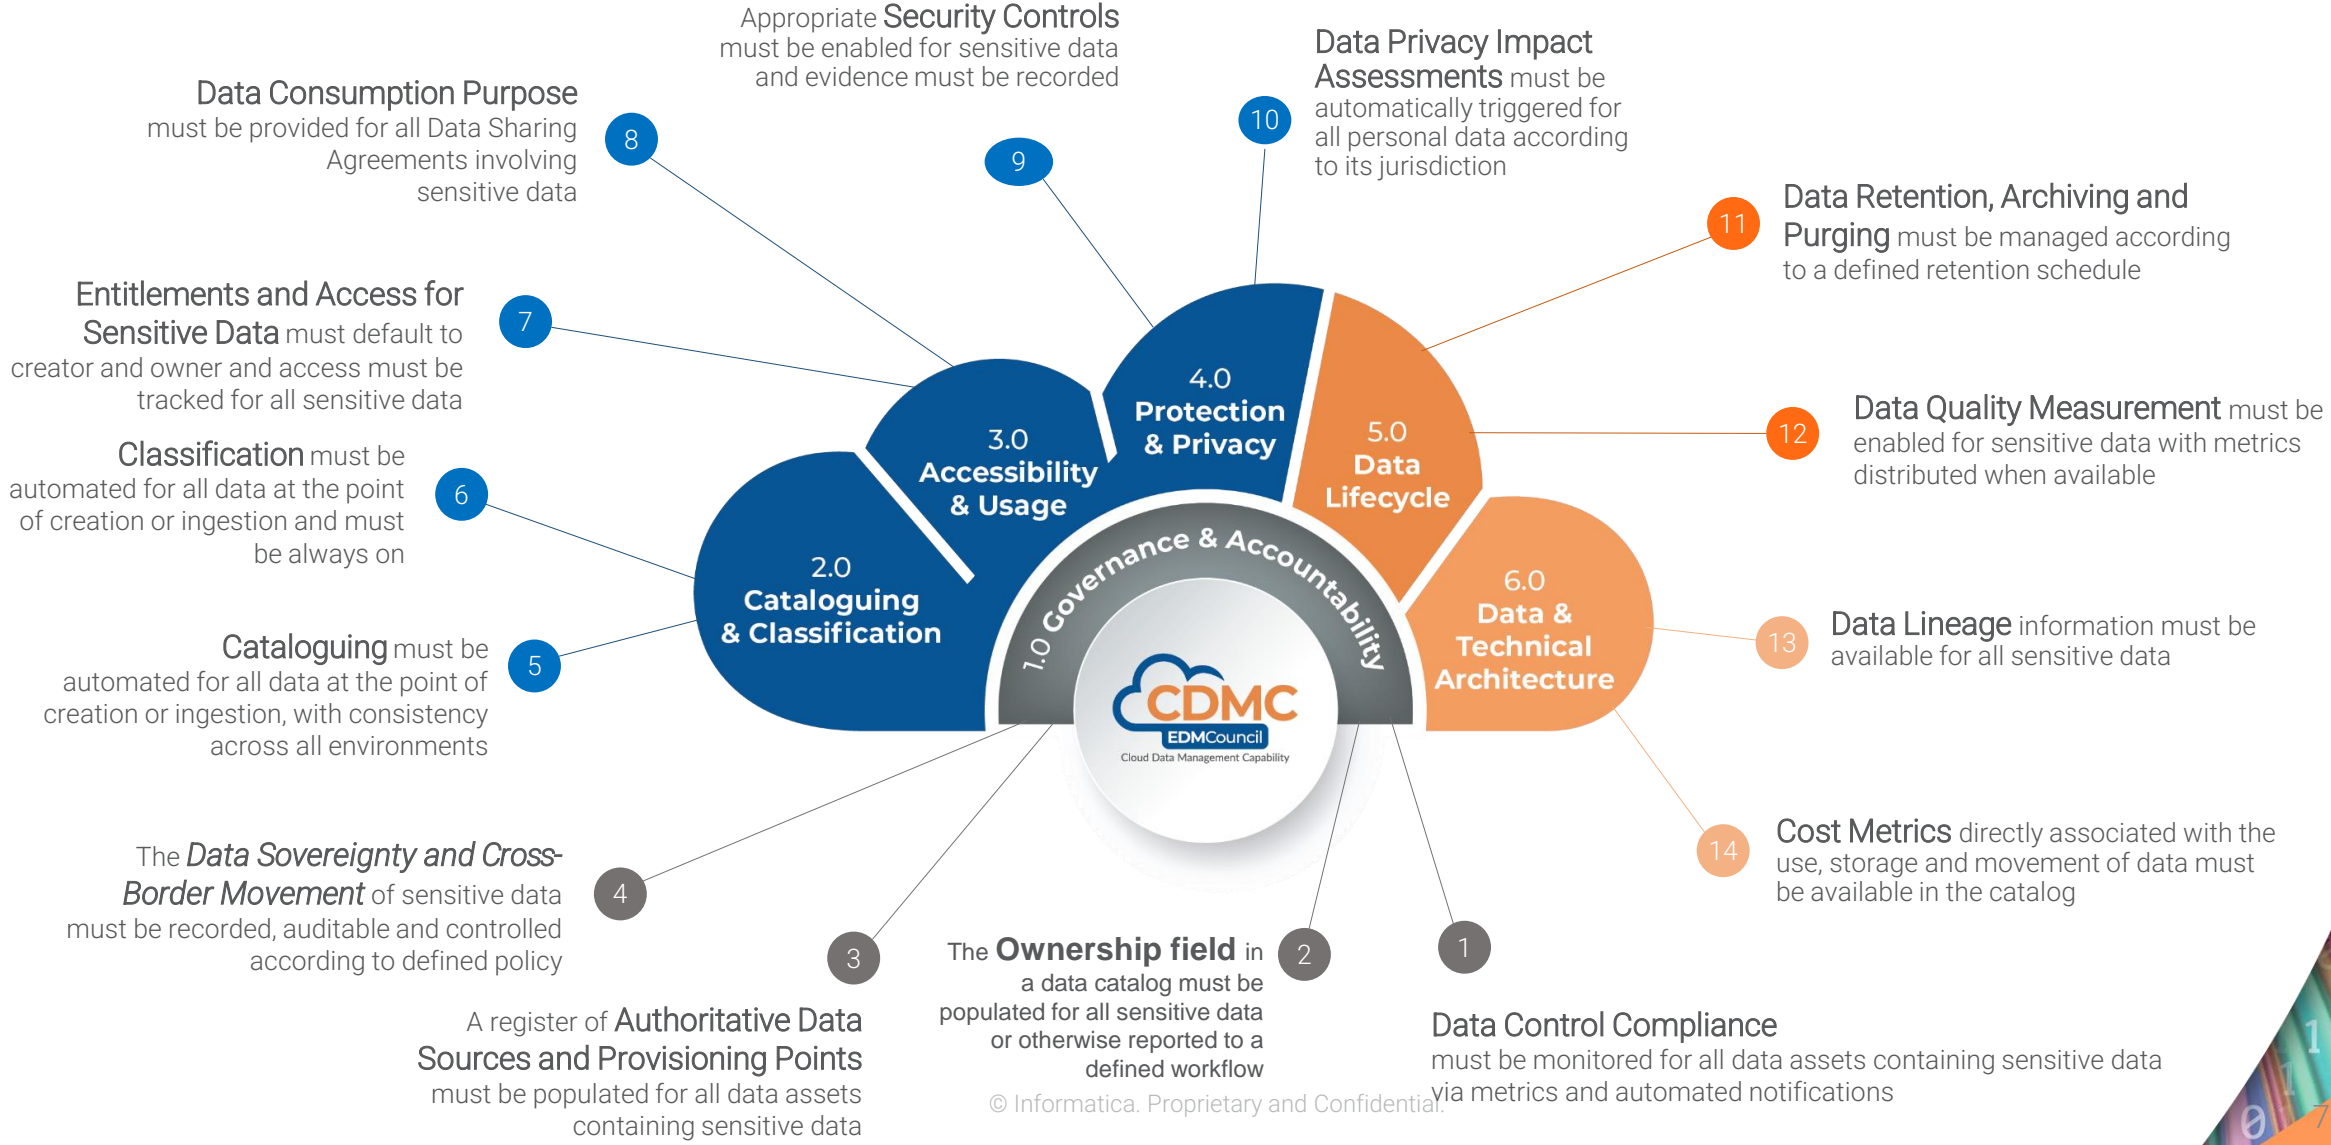 Appropriate Security Controls
must be enabled for sensitive data
and evidence must be recorded
9
Data Privacy Impact
Assessments must be
automatically triggered for
all personal data according
to its jurisdiction
10
Data Consumption Purpose
must be provided for all Data Sharing
Agreements involving
sensitive data
8
Data Retention, Archiving and
Purging must be managed according
to a defined retention schedule
11
Entitlements and Access for
Sensitive Data must default to
creator and owner and access must be
tracked for all sensitive data
7
Data Quality Measurement must be
enabled for sensitive data with metrics
distributed when available
12
Classification must be
automated for all data at the point
of creation or ingestion and must
be always on
6
Cataloguing must be
automated for all data at the point of
creation or ingestion, with consistency
across all environments
5
2.0
Cataloguing
& Classification
3.0
Accessibility
& Usage
4.0
Protection
& Privacy
5.0
Data
Lifecycle
6.0
Data &
Technical
Architecture
1.0 Governance & Accountability
CDMC
EDMCouncil
Cloud Data Management Capability
Data Lineage information must be
available for all sensitive data
13
Cost Metrics directly associated with the
use, storage and movement of data must
be available in the catalog
14
The Data Sovereignty and Cross-
Border Movement of sensitive data
must be recorded, auditable and controlled
according to defined policy
4
A register of Authoritative Data
Sources and Provisioning Points
must be populated for all data assets
containing sensitive data
3
The Ownership field in
a data catalog must be
populated for all sensitive data
or otherwise reported to a
defined workflow
2
1
Data Control Compliance
must be monitored for all data assets containing sensitive data
via metrics and automated notifications
© Informatica. Proprietary and Confidential.
1
1
0
7